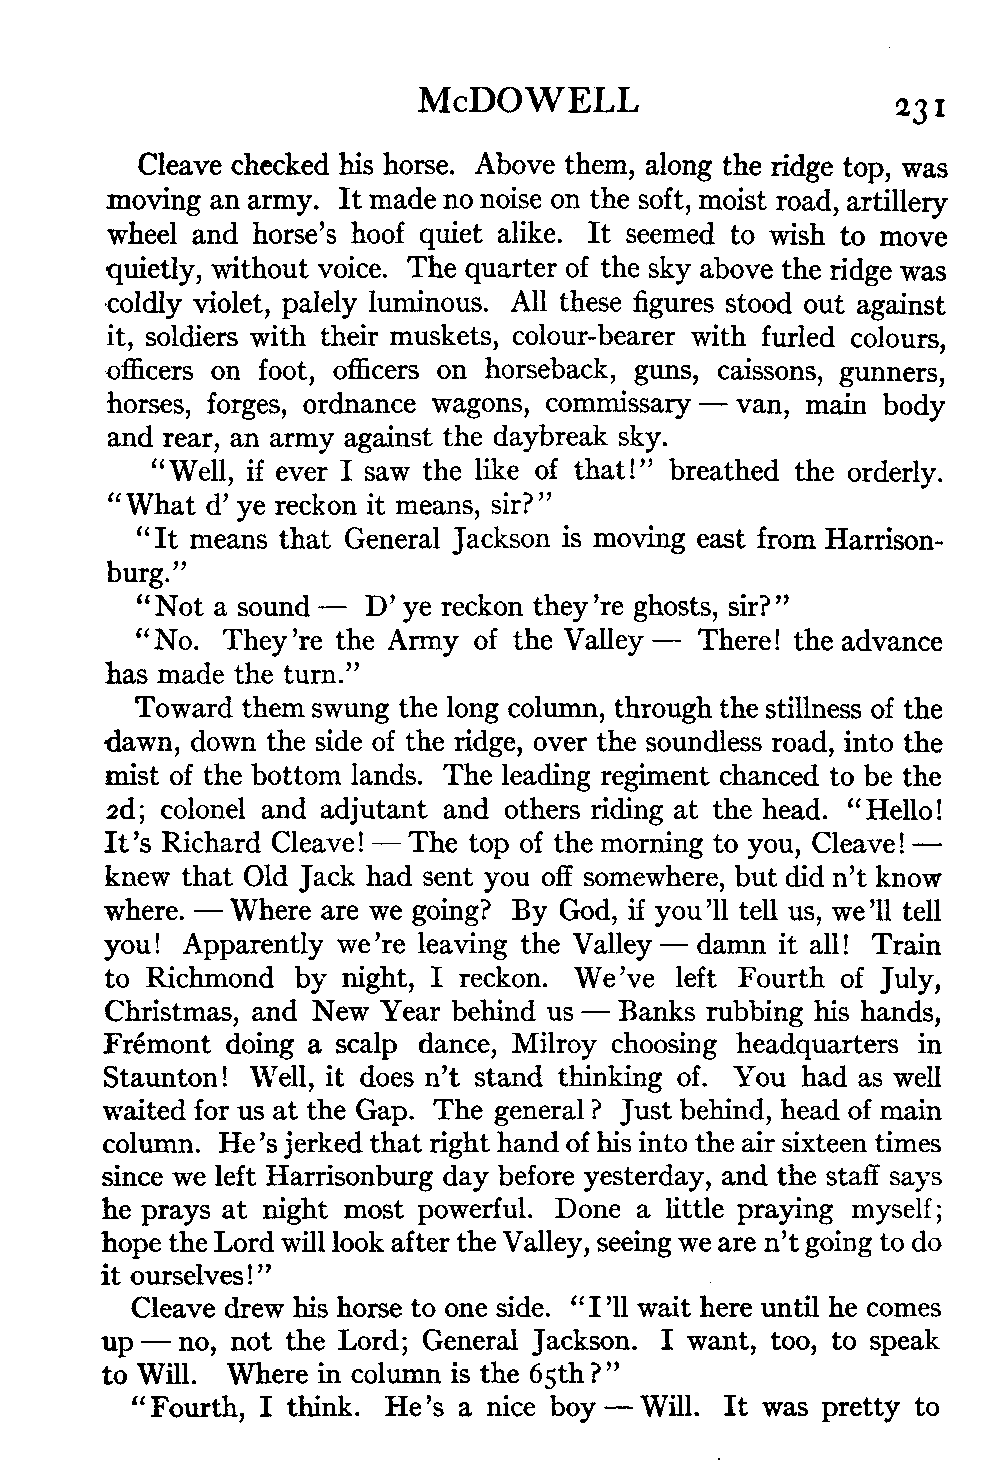 McDOWELL 231
Cleave checked his horse. Above them, along the ridge top, was
moving an army. It made no noise on the soft, moist road, artillery
wheel and horse's hoof quiet alike. It seemed to wish to move
quietly, without voice. The quarter of the sky above the ridge was
coldly violet, palely luminous. All these figures stood out against
it, soldiers with their muskets, colour-bearer with furled colours,
officers on foot, officers on horseback, guns, caissons, gunners,
horses, forges, ordnance wagons, commissary — van, main body
and rear, an army against the daybreak sky.
"Well, if ever I saw the like of that!" breathed the orderly.
"What d' ye reckon it means, sir?"
"It means that General Jackson is moving east from Harrison-
burg."
"Not a sound — D' ye reckon they're ghosts, sir?"
"No. They're the Army of the Valley — There! the advance
has made the turn."
Toward them swung the long column, through the stillness of the
dawn, down the side of the ridge, over the soundless road, into the
mist of the bottom lands. The leading regiment chanced to be the
2d; colonel and adjutant and others riding at the head. "Hello!
It's Richard Cleave! — The top of the morning to you, Cleave! —
knew that Old Jack had sent you off somewhere, but did n't know
where. — Where are we going? By God, if you'll tell us, we'll tell
you! Apparently we're leaving the Valley — damn it all! Train
to Richmond by night, I reckon. We've left Fourth of July,
Christmas, and New Year behind us — Banks rubbing his hands,
Frémont doing a scalp dance, Milroy choosing headquarters in
Staunton! Well, it does n't stand thinking of. You had as well
waited for us at the Gap. The general? Just behind, head of main
column. He's jerked that right hand of his into the air sixteen times
since we left Harrisonburg day before yesterday, and the staff says
he prays at night most powerful. Done a little praying myself;
hope the Lord will look after the Valley, seeing we are n't going to do
it ourselves!"
Cleave drew his horse to one side. "I'll wait here until he comes
up — no, not the Lord; General Jackson. I want, too, to speak
to Will. Where in column is the 65th?"
"Fourth, I think. He's a nice boy — Will. It was pretty to